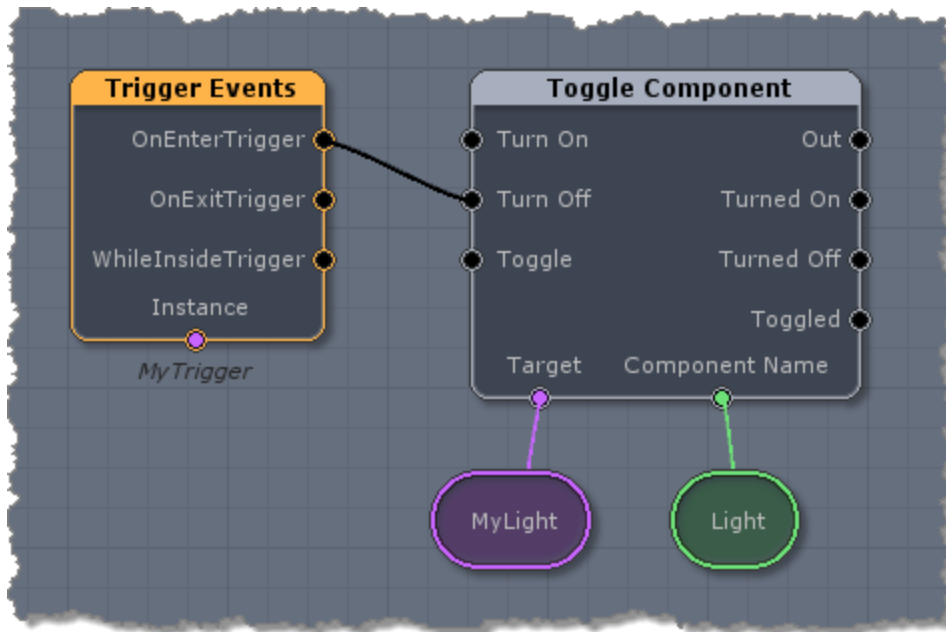 Trigger Events
OnEnterTrigger
OnExitTrigger
WhileInsideTrigger
Instance
MyTrigger
Toggle Component
Turn On
Out
Turn Off
Turned On
Toggle
Turned Off
Toggled
Target
Component Name
MyLight
Light